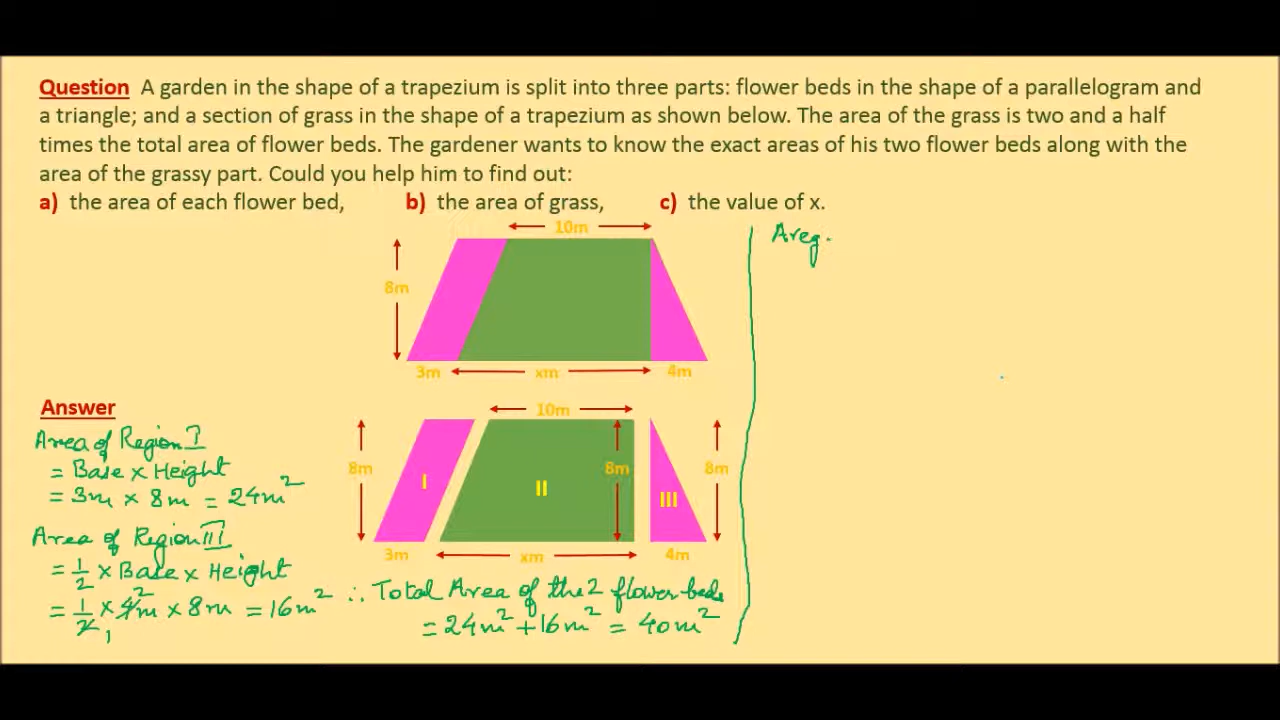 Question A garden in the shape of a trapezium is split into three parts: flower beds in the shape of a parallelogram and
a triangle; and a section of grass in the shape of a trapezium as shown below. The area of the grass is two and a half
times the total area of flower beds. The gardener wants to know the exact areas of his two flower beds along with the
area of the grassy part. Could you help him to find out:
a) the area of each flower bed, b) the area of grass, c) the value of x.
10m
8m
3m xm 4m
Area
Answer
10m
8m I II 8m III 8m
3m xm 4m
Area of Region I
= Base × Height
= 3m × 8m = 24m²
Area of Region III
= 1/2 × Base × Height
= 1/2 × 4m × 8m = 16m²
2
1
∴ Total Area of the 2 flower beds
= 24m² + 16m² = 40m²